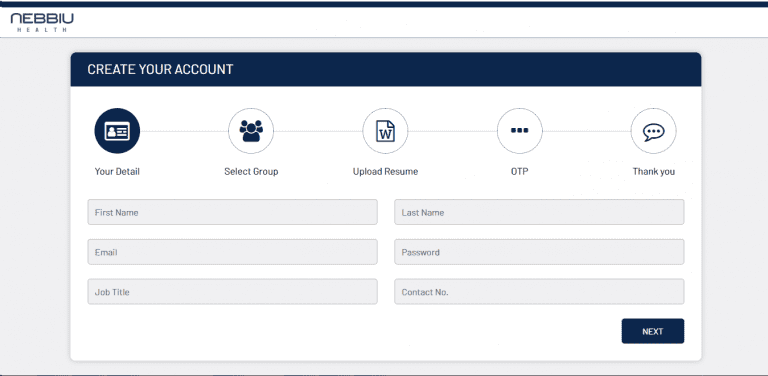 NEBBIU
HEALTH
CREATE YOUR ACCOUNT
W
Your Detail
Select Group
Upload Resume
OTP
Thank you
First Name
Last Name
Email
Password
Job Title
Contact No.
NEXT